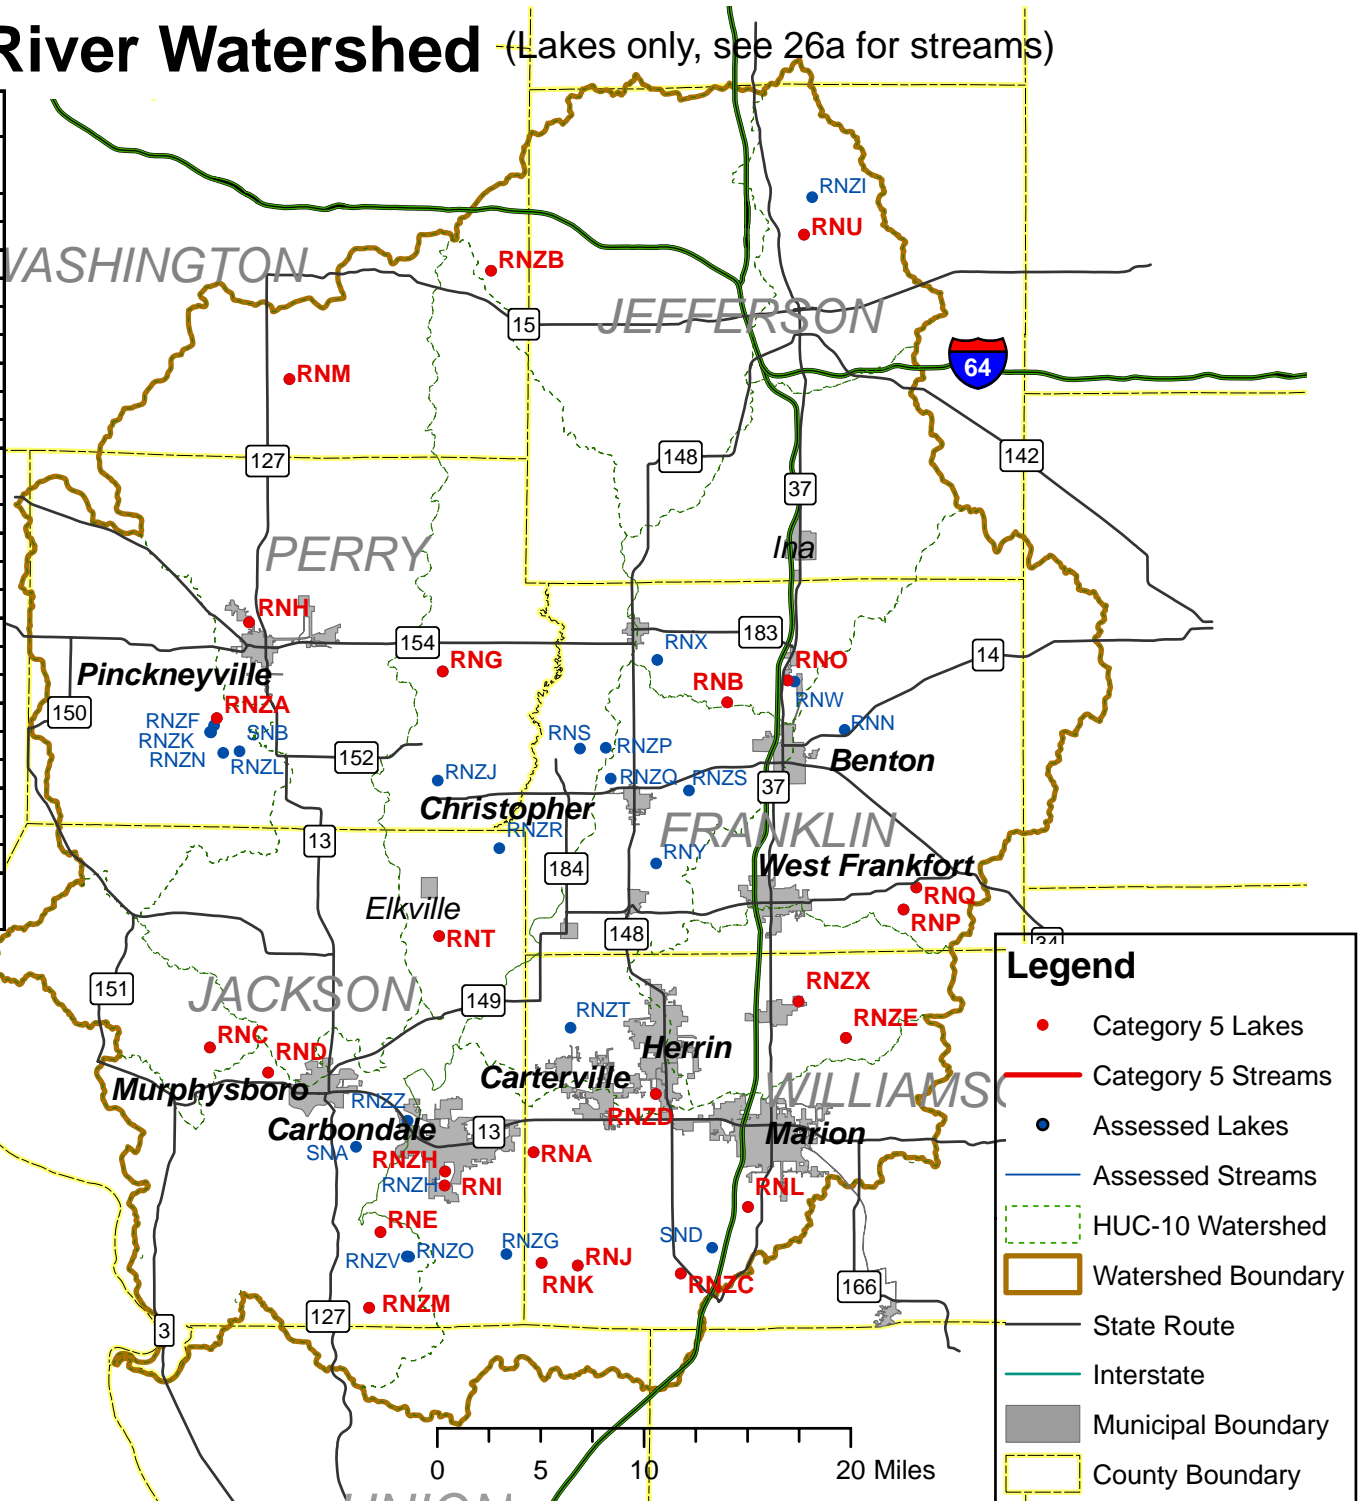 River Watershed (Lakes only, see 26a for streams)
RNZI
RNU
WASHINGTON
RNZB
JEFFERSON
15
64
RNM
127
148
142
37
Ina
PERRY
RNH
154
183
RNX
14
Pinckneyville
RNG
RNO
RNB
RNW
RNZA
150
RNZF
SNB
RNZK
RNZN
RNZL
RNS
RNZP
RNN
152
Benton
RNZJ
RNZQ
RNZS
37
Christopher
RNZR
FRANKLIN
13
RNY
184
West Frankfort
RNQ
Elkville
RNP
RNT
148
34
151
JACKSON
149
RNZX
RNZT
RNZE
RNC
RND
Herrin
Murphysboro
Carterville
WILLIAMSO
RNZZ
RNZD
Carbondale
13
Marion
SNA
RNZH
RNA
RNZH
RNI
RNL
RNE
SND
RNZV
RNZO
RNZG
RNJ
RNK
RNZC
166
RNZM
127
3
0 5 10 20 Miles
UNION
Legend
Category 5 Lakes
Category 5 Streams
Assessed Lakes
Assessed Streams
HUC-10 Watershed
Watershed Boundary
State Route
Interstate
Municipal Boundary
County Boundary